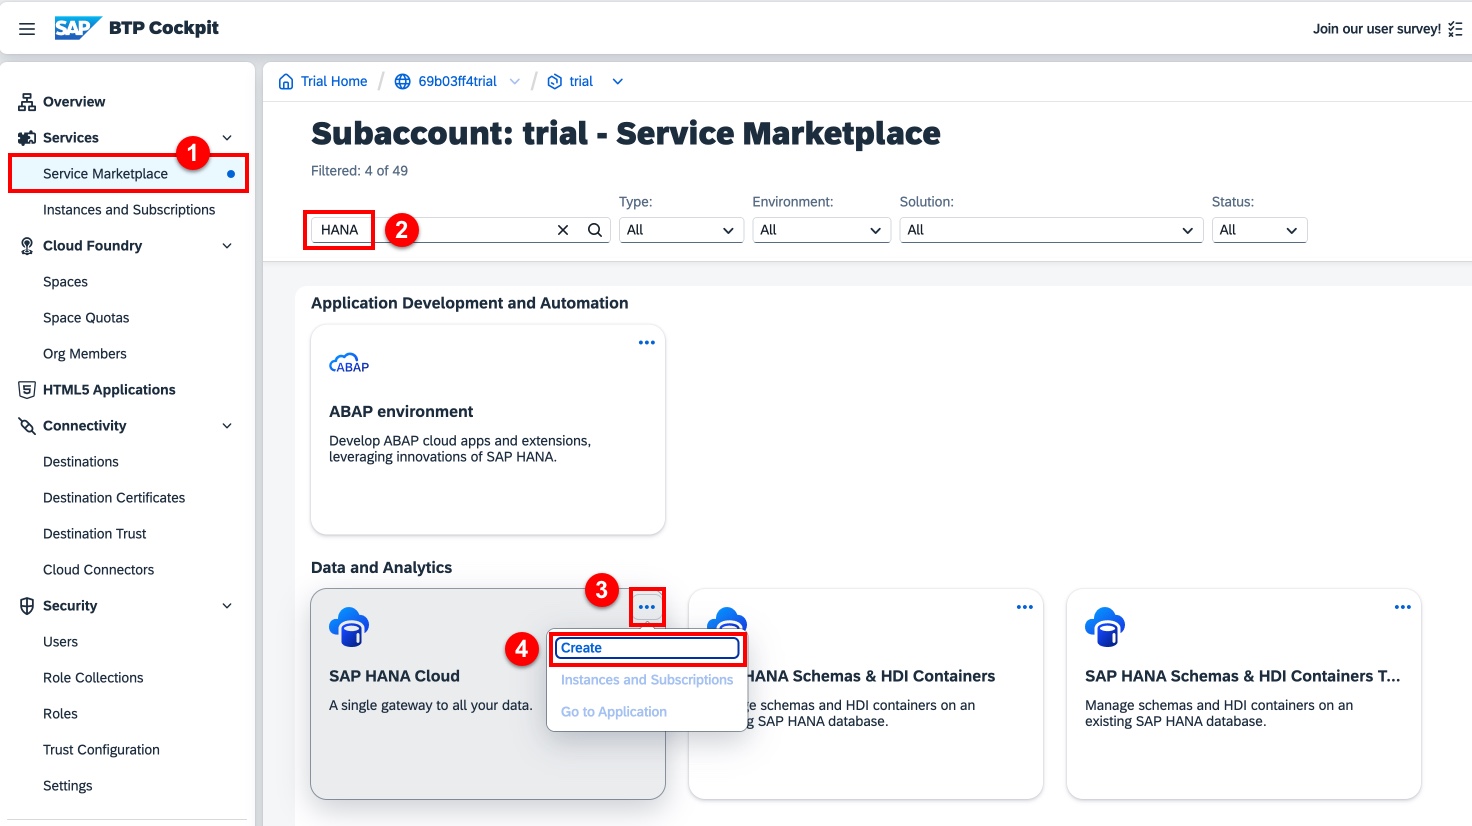 SAP BTP Cockpit
Join our user survey!
Trial Home / 69b03ff4trial / trial
Overview
Services
1
Service Marketplace
Instances and Subscriptions
Cloud Foundry
Spaces
Space Quotas
Org Members
5 HTML5 Applications
Connectivity
Destinations
Destination Certificates
Destination Trust
Cloud Connectors
Security
Users
Role Collections
Roles
Trust Configuration
Settings
Subaccount: trial - Service Marketplace
Filtered: 4 of 49
Type: Environment: Solution: Status:
HANA 2 All All All All
Application Development and Automation
ABAP
ABAP environment
Develop ABAP cloud apps and extensions,
leveraging innovations of SAP HANA.
Data and Analytics
3
SAP HANA Cloud
A single gateway to all your data.
4
Create
Instances and Subscriptions
Go to Application
HANA Schemas & HDI Containers
schemas and HDI containers on an
SAP HANA database.
SAP HANA Schemas & HDI Containers T...
Manage schemas and HDI containers on an
existing SAP HANA database.